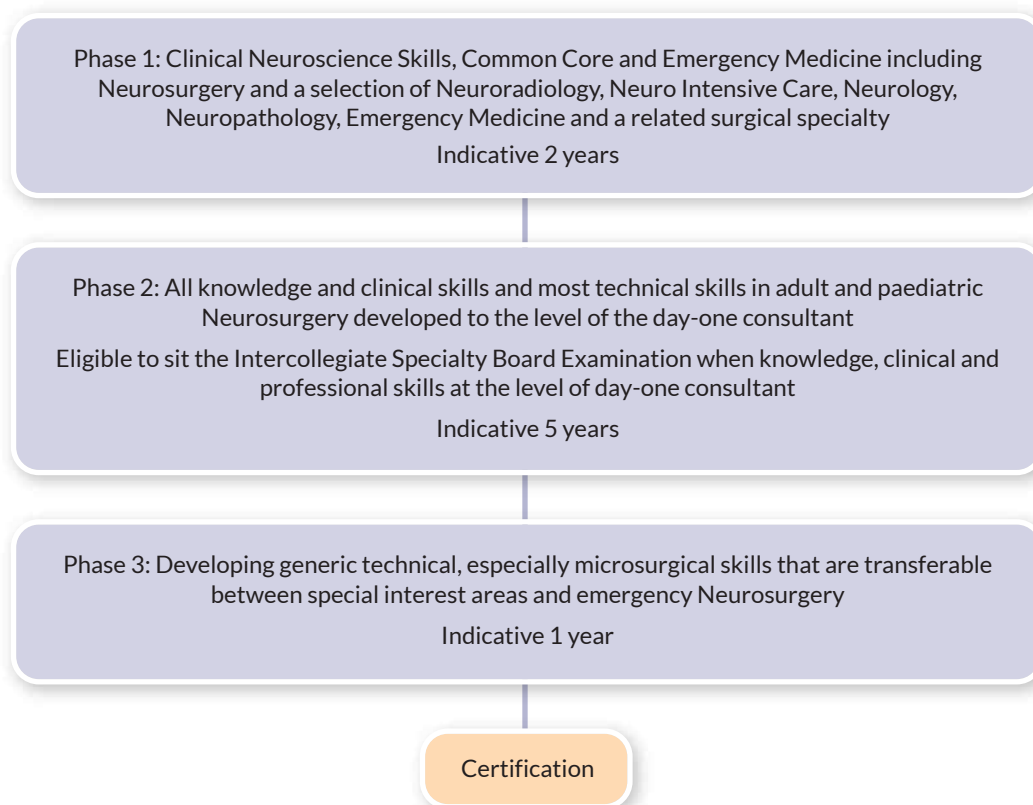 Phase 1: Clinical Neuroscience Skills, Common Core and Emergency Medicine including
Neurosurgery and a selection of Neuroradiology, Neuro Intensive Care, Neurology,
Neuropathology, Emergency Medicine and a related surgical specialty
Indicative 2 years
Phase 2: All knowledge and clinical skills and most technical skills in adult and paediatric
Neurosurgery developed to the level of the day-one consultant
Eligible to sit the Intercollegiate Specialty Board Examination when knowledge, clinical and
professional skills at the level of day-one consultant
Indicative 5 years
Phase 3: Developing generic technical, especially microsurgical skills that are transferable
between special interest areas and emergency Neurosurgery
Indicative 1 year
Certification